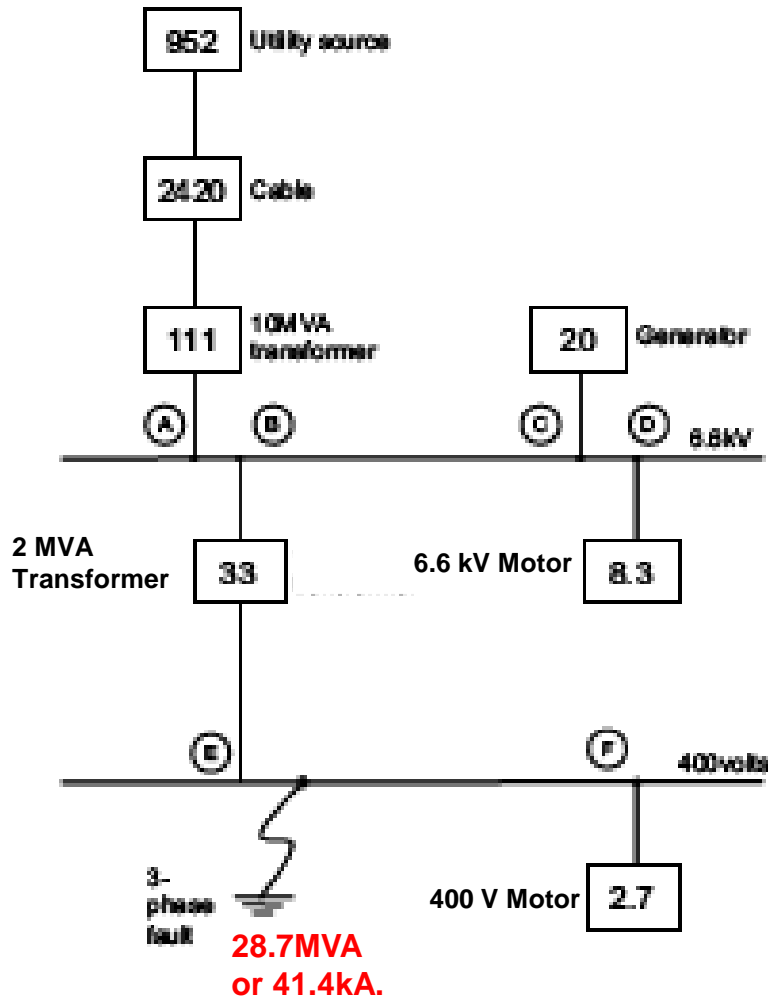 952 Utility source
2420 Cable
111 10MVA
transformer
20 Generator
A B C D 6.6kV
2 MVA
Transformer
33
6.6 kV Motor 8.3
E F 400volts
3-
phase
fault
400 V Motor 2.7
28.7MVA
or 41.4kA.